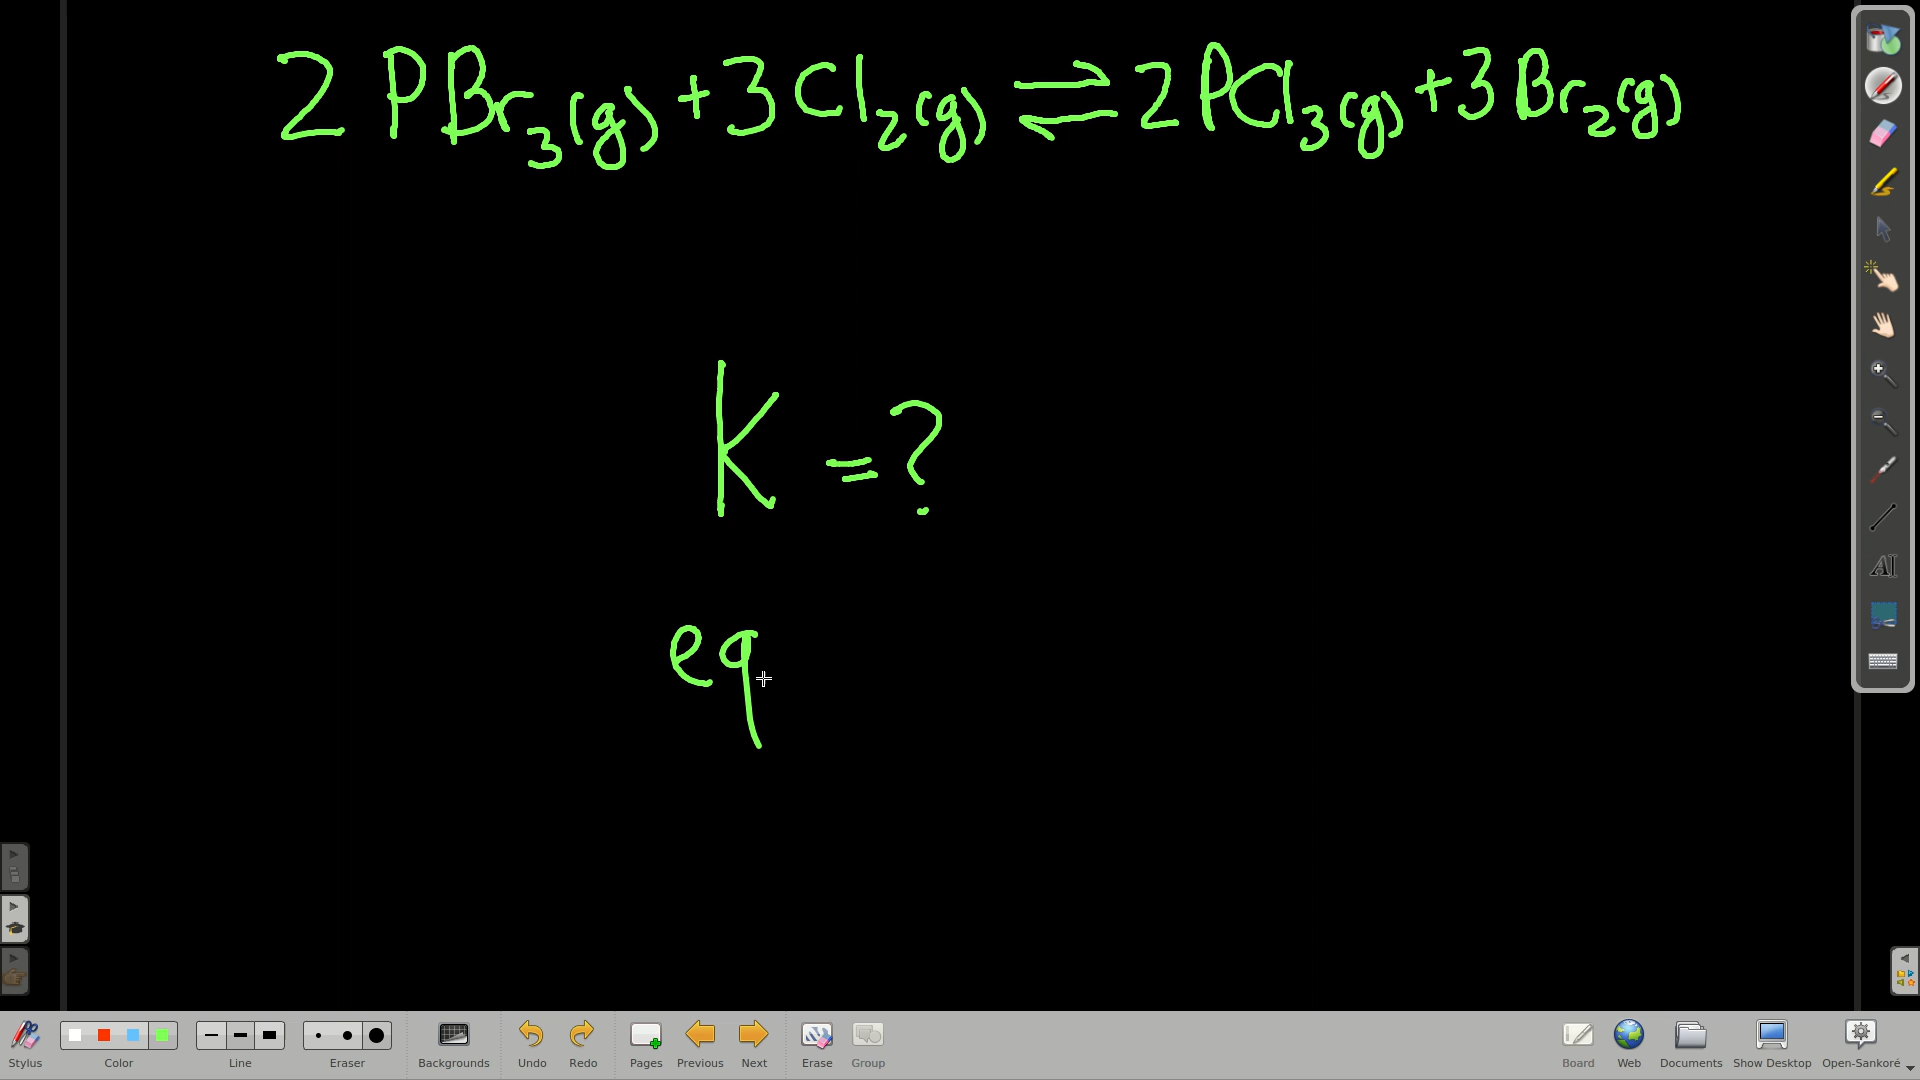 2 PBr₃(g) + 3 Cl₂(g) ⇌ 2 PCl₃(g) + 3 Br₂(g)
K = ?
eq
Stylus Color Line Eraser Backgrounds Undo Redo Pages Previous Next Erase Group Board Web Documents Show Desktop Open-Sankoré